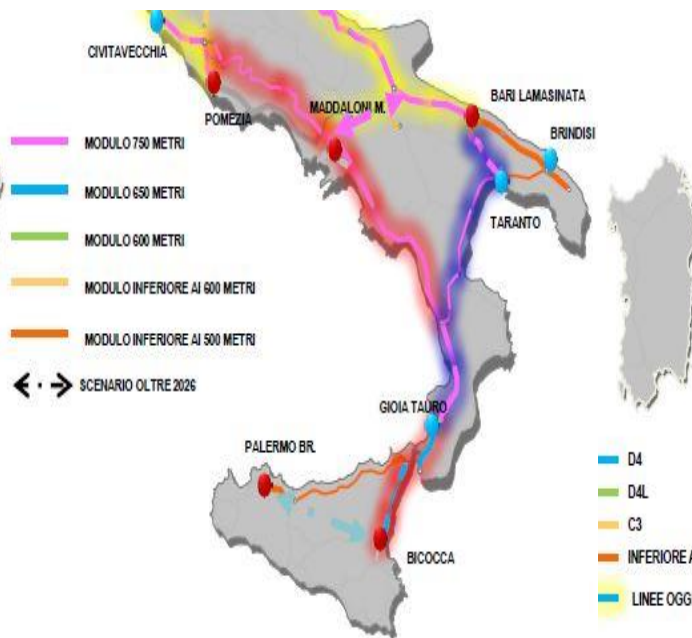 CIVITAVECCHIA
POMEZIA
MADDALONI M.
BARI LAMASINATA
BRINDISI
TARANTO
MODULO 750 METRI
MODULO 650 METRI
MODULO 600 METRI
MODULO INFERIORE AI 600 METRI
MODULO INFERIORE AI 500 METRI
SCENARIO OLTRE 2026
GIOIA TAURO
PALERMO BR.
BICOCCA
D4
D4L
C3
INFERIORE A
LINEE OGG